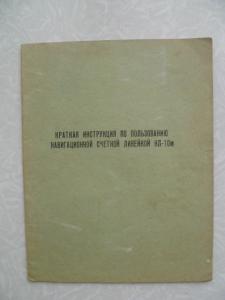 КРАТКАЯ ИНСТРУКЦИЯ ПО ПОЛЬЗОВАНИЮ
НАВИГАЦИОННОЙ СЧЕТНОЙ ЛИНЕЙКОЙ НЛ-10м